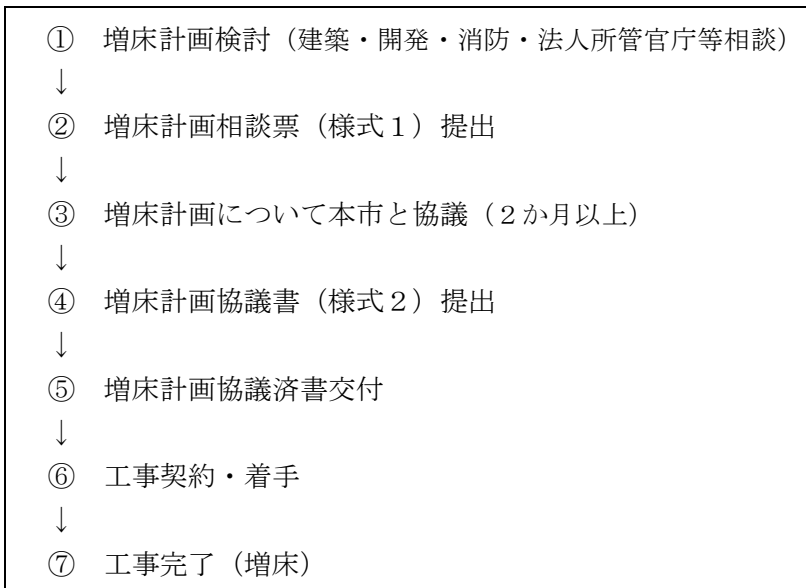 ① 増床計画検討（建築・開発・消防・法人所管官庁等相談）
↓
② 増床計画相談票（様式１）提出
↓
③ 増床計画について本市と協議（２か月以上）
↓
④ 増床計画協議書（様式２）提出
↓
⑤ 増床計画協議済書交付
↓
⑥ 工事契約・着手
↓
⑦ 工事完了（増床）